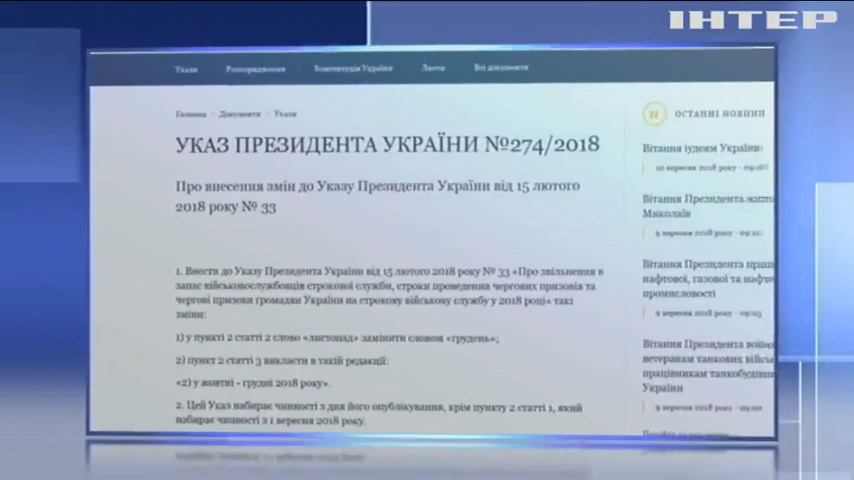 ІНТЕР
Укази Розпорядження Конституція України Листи Всі документи
Головна > Документи > Укази
УКАЗ ПРЕЗИДЕНТА УКРАЇНИ №274/2018
Про внесення змін до Указу Президента України від 15 лютого
2018 року № 33
1. Внести до Указу Президента України від 15 лютого 2018 року № 33 «Про звільнення в
запас військовослужбовців строкової служби, строки проведення чергових призовів та
чергові призови громадян України на строкову військову службу у 2018 році» такі
зміни:
1) у пункті 2 статті 2 слово «листопад» замінити словом «грудень»;
2) пункт 2 статті 3 викласти в такій редакції:
«2) у жовтні - грудні 2018 року».
2. Цей Указ набирає чинності з дня його опублікування, крім пункту 2 статті 1, який
набирає чинності з 1 вересня 2018 року.
ОСТАННІ НОВИНИ
Вітання іудеям України
10 вересня 2018 року -
Вітання Президента
Миколаїв
9 вересня 2018 року -
Вітання Президента
нафтової, газової та
промисловості
9 вересня 2018 року -
Вітання Президента
ветеранам танкових
працівникам
України
9 вересня 2018 року -